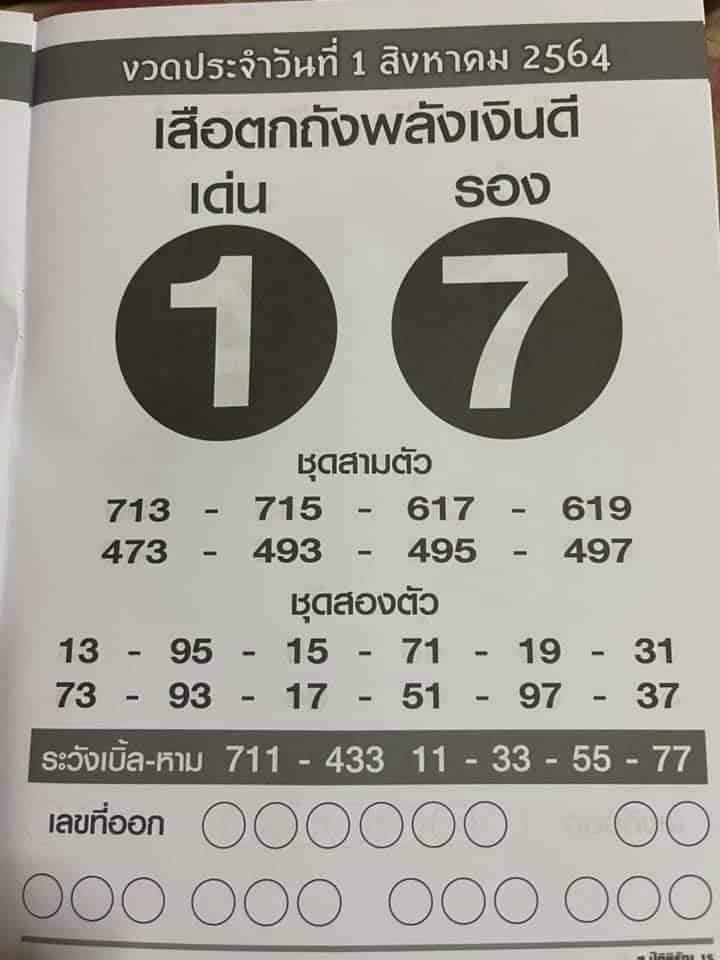 งวดประจำวันที่ 1 สิงหาคม 2564
เสือตกถังพลังเงินดี
เด่น รอง
1 7
ชุดสามตัว
713 - 715 - 617 - 619
473 - 493 - 495 - 497
ชุดสองตัว
13 - 95 - 15 - 71 - 19 - 31
73 - 93 - 17 - 51 - 97 - 37
ระวังเบิ้ล-หาม 711 - 433 11 - 33 - 55 - 77
เลขที่ออก
15